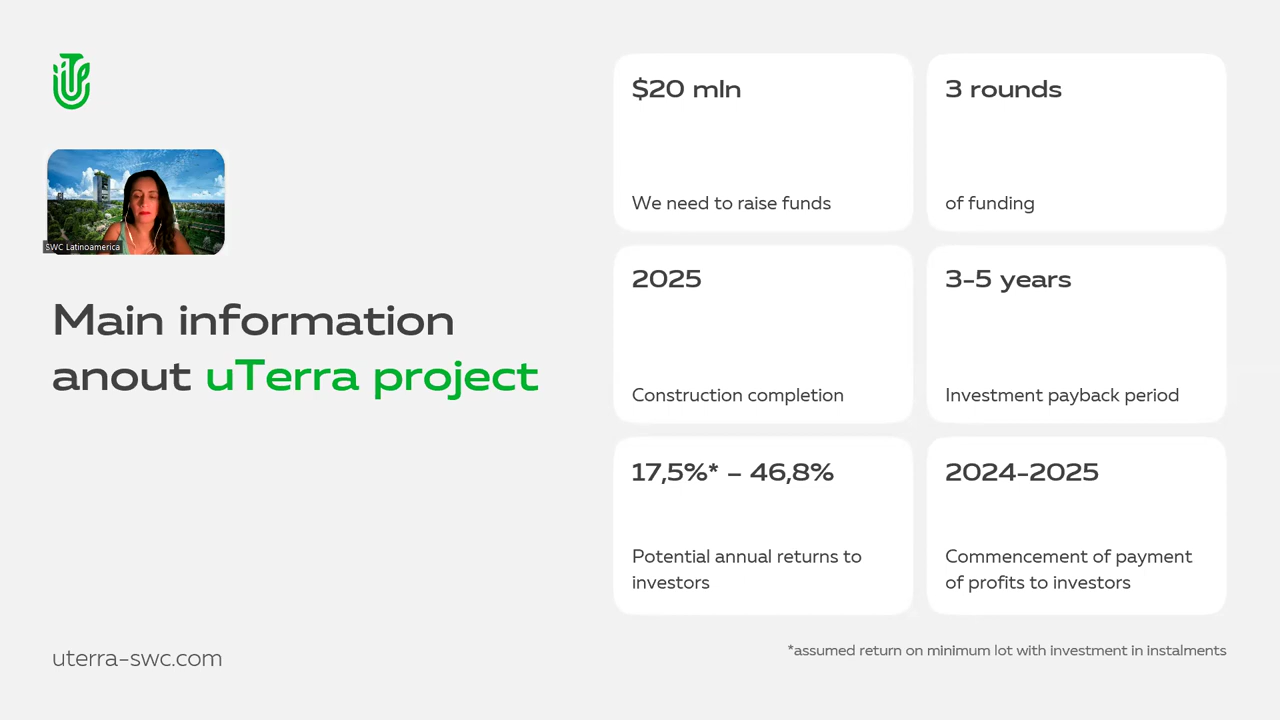 SWC Latinoamerica
Main information
anout uTerra project
uterra-swc.com
$20 mln
We need to raise funds
3 rounds
of funding
2025
Construction completion
3-5 years
Investment payback period
17,5%* – 46,8%
Potential annual returns to
investors
2024-2025
Commencement of payment
of profits to investors
*assumed return on minimum lot with investment in instalments